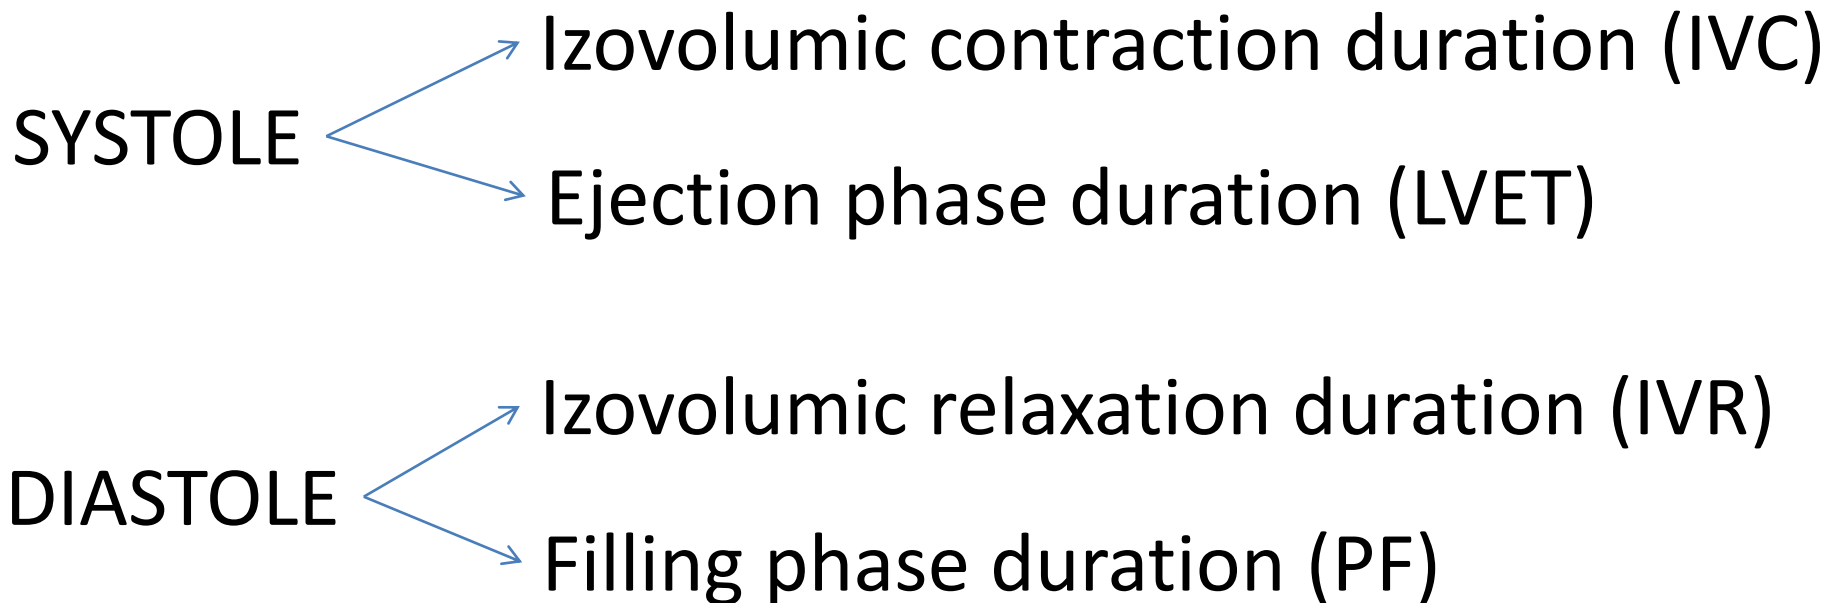 Izovolumic contraction duration (IVC)
SYSTOLE
Ejection phase duration (LVET)
Izovolumic relaxation duration (IVR)
DIASTOLE
Filling phase duration (PF)